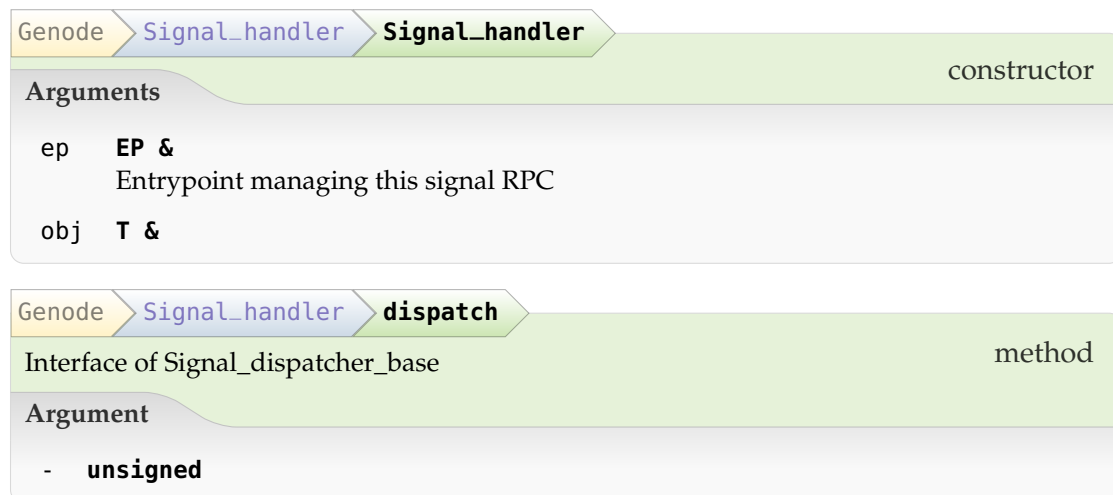 Genode Signal_handler Signal_handler
constructor
Arguments
ep EP &
Entrypoint managing this signal RPC
obj T &
Genode Signal_handler dispatch
Interface of Signal_dispatcher_base method
Argument
- unsigned